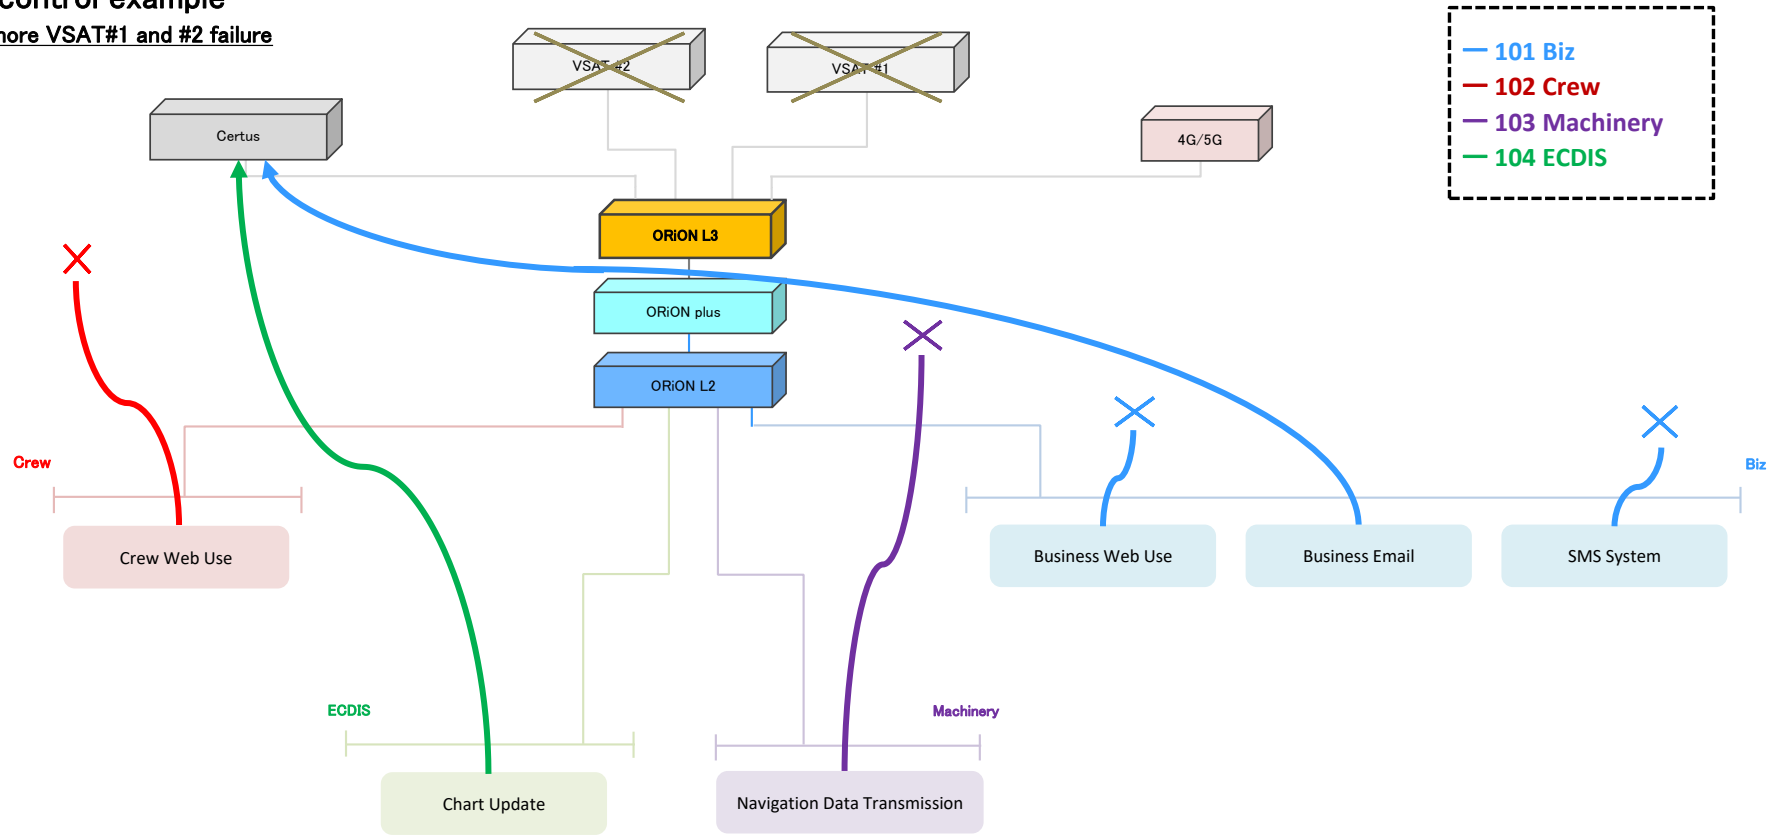 control example
VSAT#1 and #2 failure
VSAT #2
VSAT #1
Certus
4G/5G
101 Biz
102 Crew
103 Machinery
104 ECDIS
ORiON L3
ORiON plus
ORiON L2
Crew
Biz
Crew Web Use
Business Web Use
Business Email
SMS System
ECDIS
Machinery
Chart Update
Navigation Data Transmission